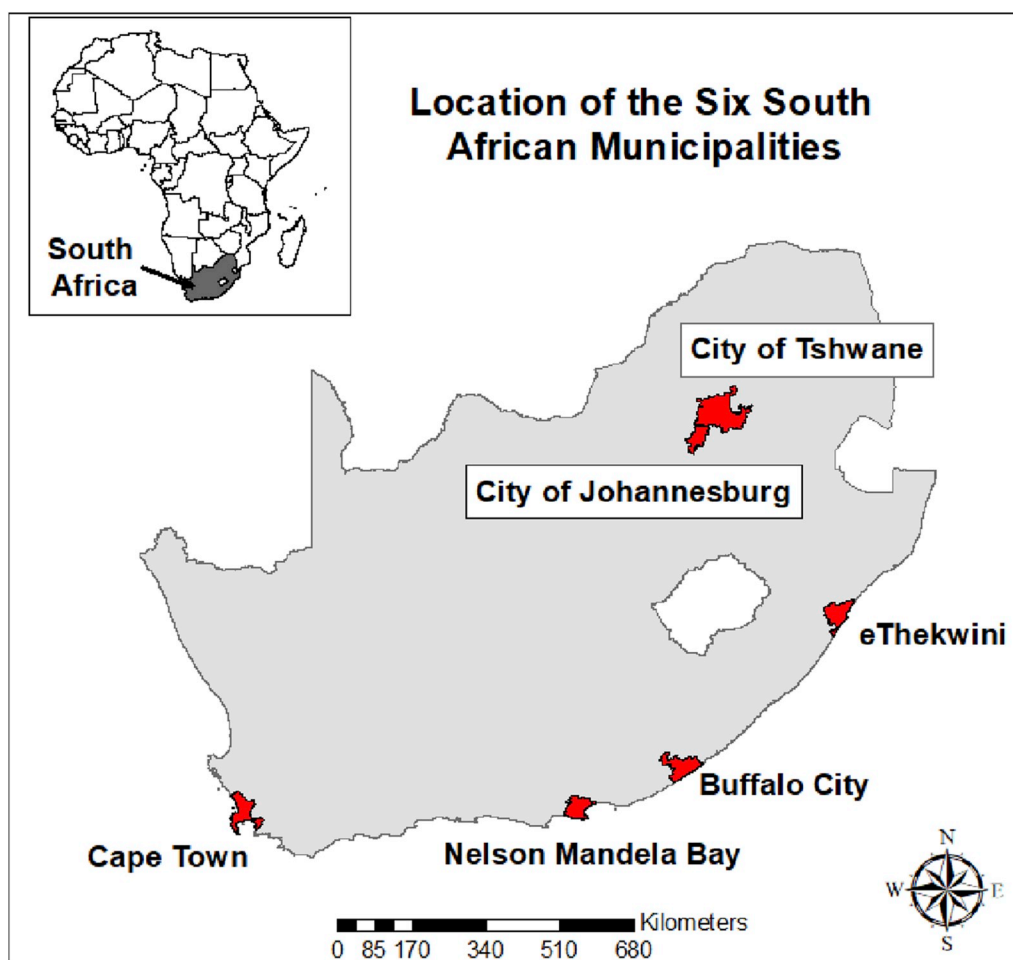 Location of the Six South
African Municipalities
South
Africa
City of Tshwane
City of Johannesburg
eThekwini
Buffalo City
Nelson Mandela Bay
Cape Town
N
W E
S
Kilometers
0 85 170 340 510 680